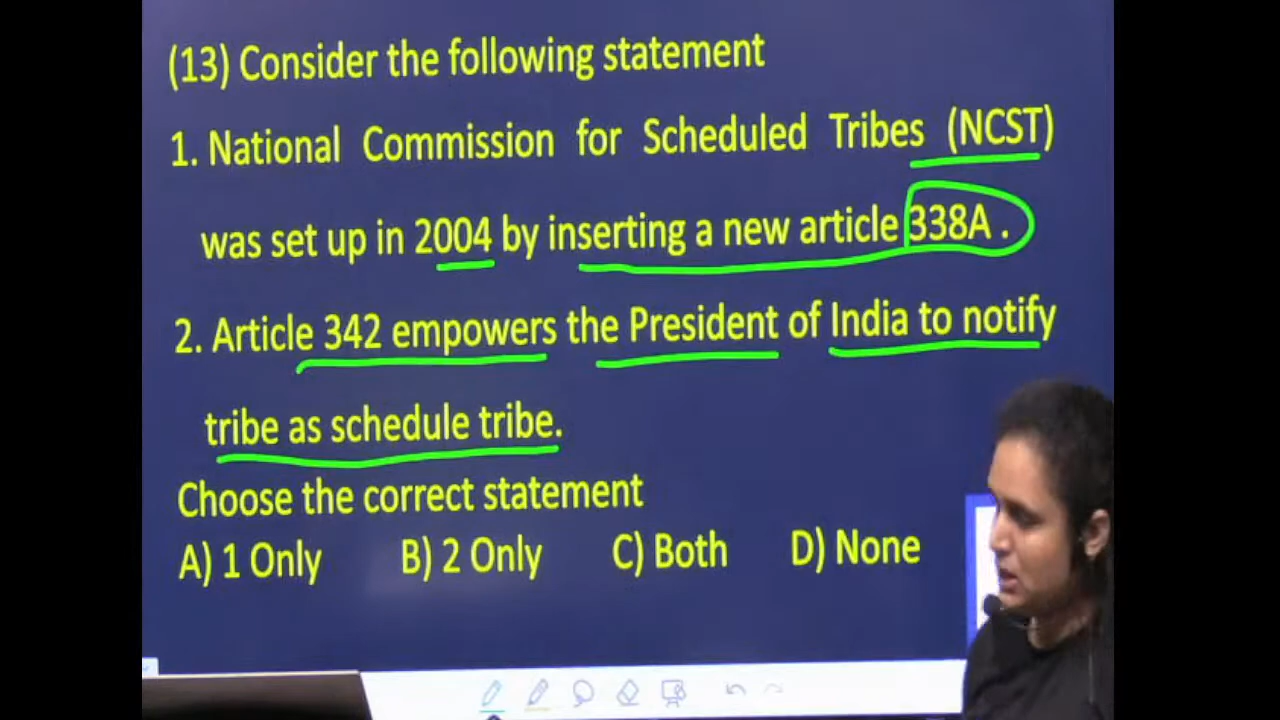 (13) Consider the following statement
1. National Commission for Scheduled Tribes (NCST)
was set up in 2004 by inserting a new article 338A .
2. Article 342 empowers the President of India to notify
tribe as schedule tribe.
Choose the correct statement
A) 1 Only B) 2 Only C) Both D) None